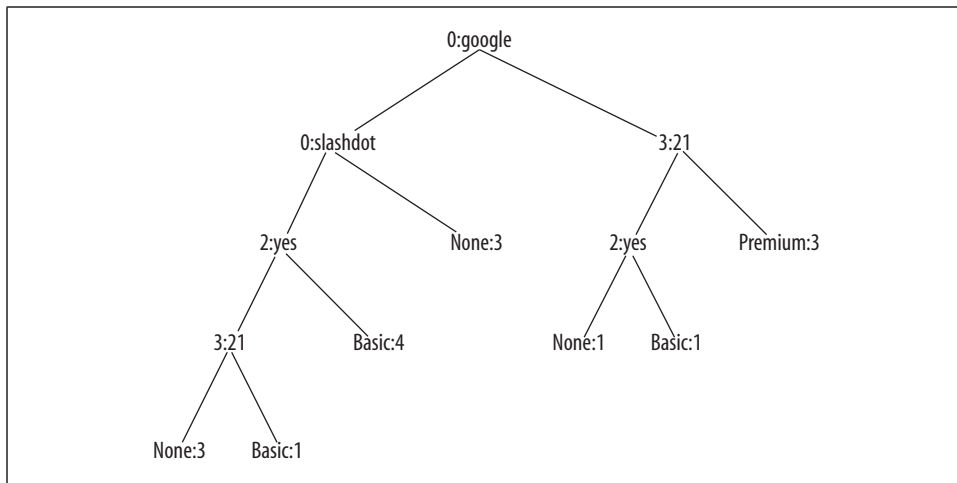 0:google
0:slashdot
3:21
2:yes
None:3
2:yes
Premium:3
3:21
Basic:4
None:1
Basic:1
None:3
Basic:1